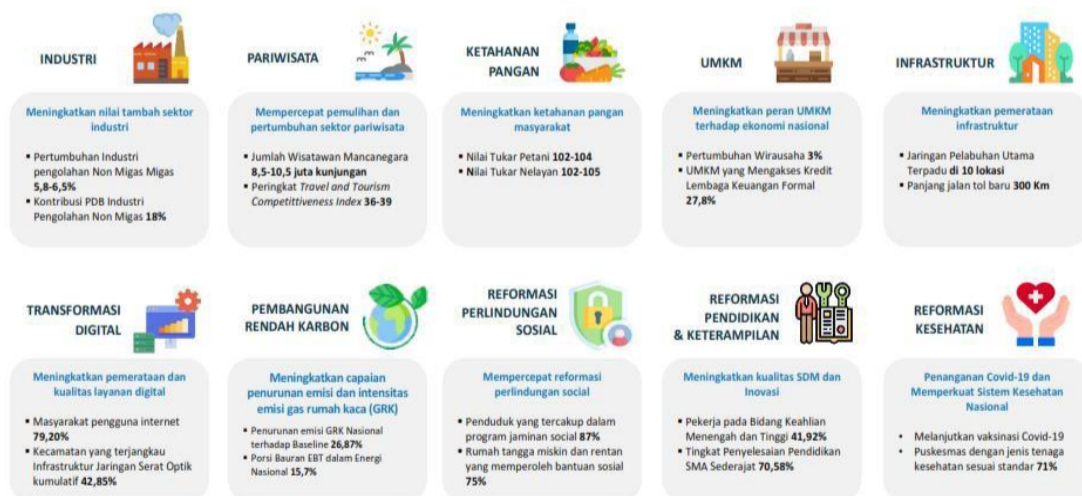 INDUSTRI
Meningkatkan nilai tambah sektor
industri
▪ Pertumbuhan Industri
pengolahan Non Migas Migas
5,8-6,5%
▪ Kontribusi PDB Industri
Pengolahan Non Migas 18%
PARIWISATA
Mempercepat pemulihan dan
pertumbuhan sektor pariwisata
▪ Jumlah Wisatawan Mancanegara
8,5-10,5 juta kunjungan
▪ Peringkat Travel and Tourism
Competitiveness Index 36-39
KETAHANAN
PANGAN
Meningkatkan ketahanan pangan
masyarakat
▪ Nilai Tukar Petani 102-104
▪ Nilai Tukar Nelayan 102-105
UMKM
Meningkatkan peran UMKM
terhadap ekonomi nasional
▪ Pertumbuhan Wirausaha 3%
▪ UMKM yang Mengakses Kredit
Lembaga Keuangan Formal
27,8%
INFRASTRUKTUR
Meningkatkan pemerataan
infrastruktur
▪ Jaringan Pelabuhan Utama
Terpadu di 10 lokasi
▪ Panjang jalan tol baru 300 Km
TRANSFORMASI
DIGITAL
Meningkatkan pemerataan dan
kualitas layanan digital
▪ Masyarakat pengguna internet
79,20%
▪ Kecamatan yang terjangkau
Infrastruktur Jaringan Serat Optik
kumulatif 42,85%
PEMBANGUNAN
RENDAH KARBON
Meningkatkan capaian
penurunan emisi dan intensitas
emisi gas rumah kaca (GRK)
▪ Penurunan emisi GRK Nasional
terhadap Baseline 26,87%
▪ Porsi Bauran EBT dalam Energi
Nasional 15,7%
REFORMASI
PERLINDUNGAN
SOSIAL
Mempercepat reformasi
perlindungan social
▪ Penduduk yang tercakup dalam
program jaminan social 87%
▪ Rumah tangga miskin dan rentan
yang memperoleh bantuan sosial
75%
REFORMASI
PENDIDIKAN
& KETERAMPILAN
Meningkatkan kualitas SDM dan
Inovasi
▪ Pekerja pada Bidang Keahlian
Menengah dan Tinggi 41,92%
▪ Tingkat Penyelesaian Pendidikan
SMA Sederajat 70,58%
REFORMASI
KESEHATAN
Penanganan Covid-19 dan
Memperkuat Sistem Kesehatan
Nasional
• Melanjutkan vaksinasi Covid-19
• Puskesmas dengan jenis tenaga
kesehatan sesuai standar 71%